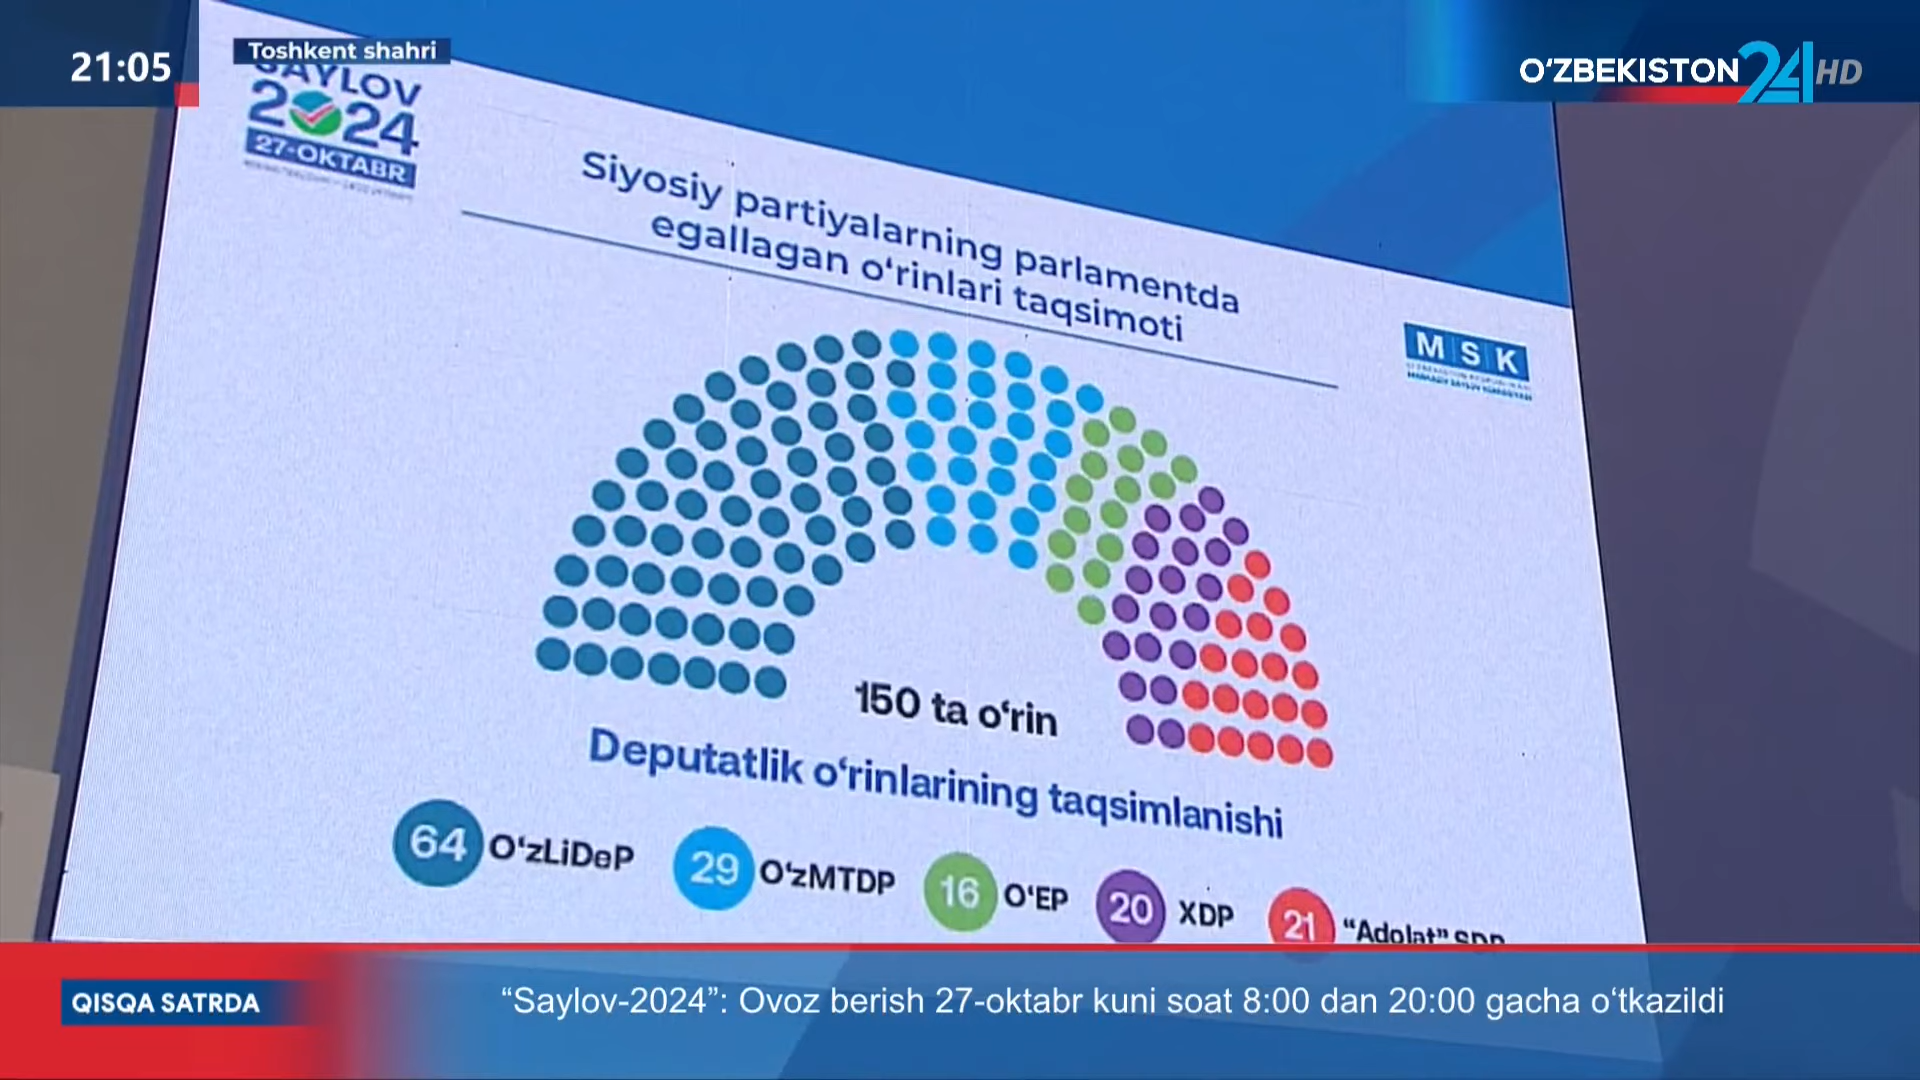 21:05
Toshkent shahri
O‘ZBEKISTON 24 HD
SAYLOV
2024
27-OKTABR
Siyosiy partiyalarning parlamentda
egallagan o‘rinlari taqsimoti
MSK
150 ta o‘rin
Deputatlik o‘rinlarining taqsimlanishi
64 O‘zLiDeP
29 O‘zMTDP
16 O‘EP
20 XDP
21 “Adolat” SDP
QISQA SATRDA
“Saylov-2024”: Ovoz berish 27-oktabr kuni soat 8:00 dan 20:00 gacha o‘tkazildi